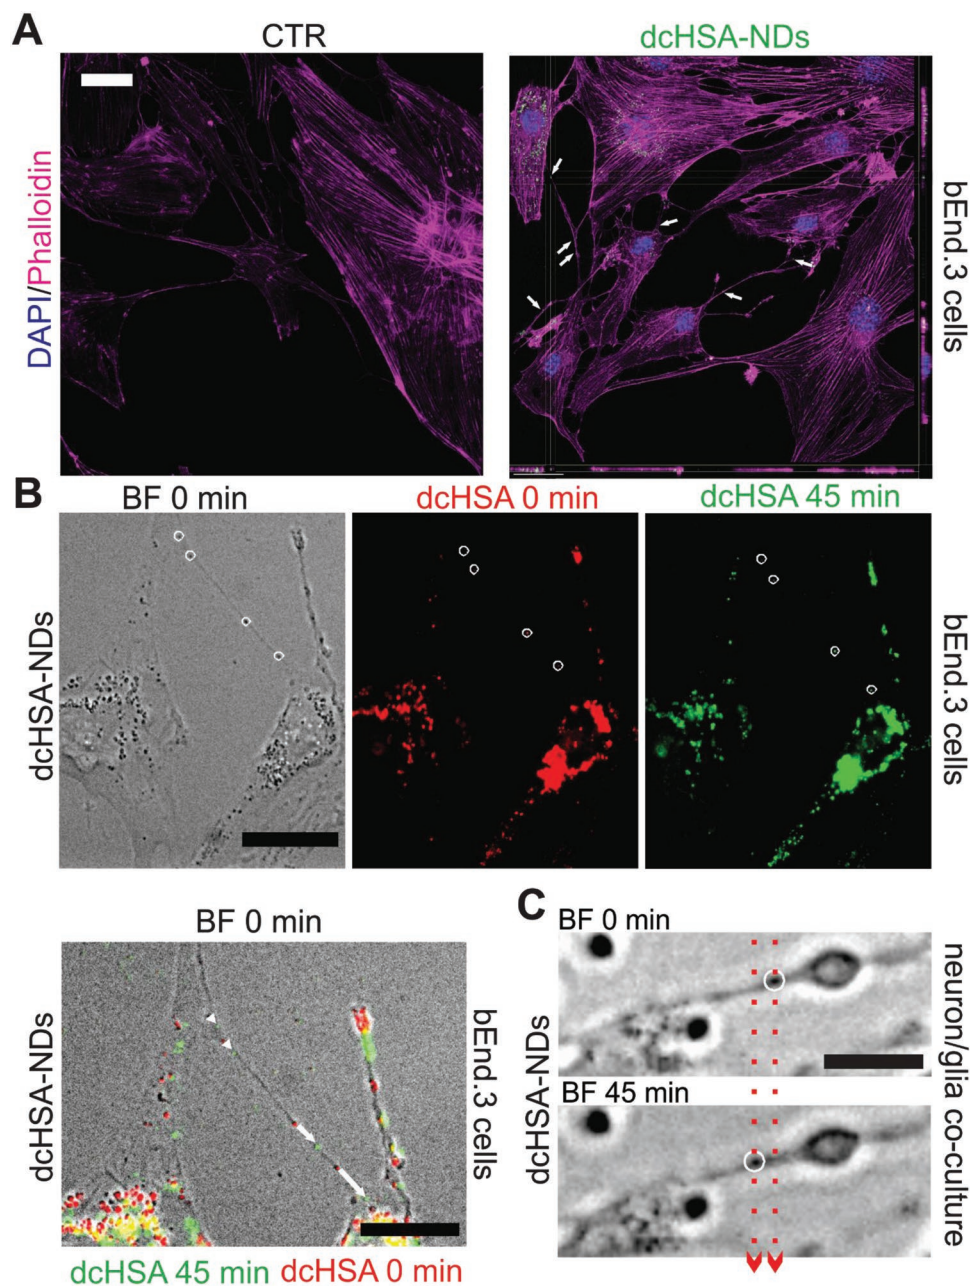 A
CTR
dcHSA-NDs
DAPI/Phalloidin
bEnd.3 cells
B
BF 0 min
dcHSA 0 min
dcHSA 45 min
dcHSA-NDs
bEnd.3 cells
BF 0 min
dcHSA-NDs
bEnd.3 cells
dcHSA 45 min dcHSA 0 min
C
BF 0 min
dcHSA-NDs
neuron/glia co-culture
BF 45 min